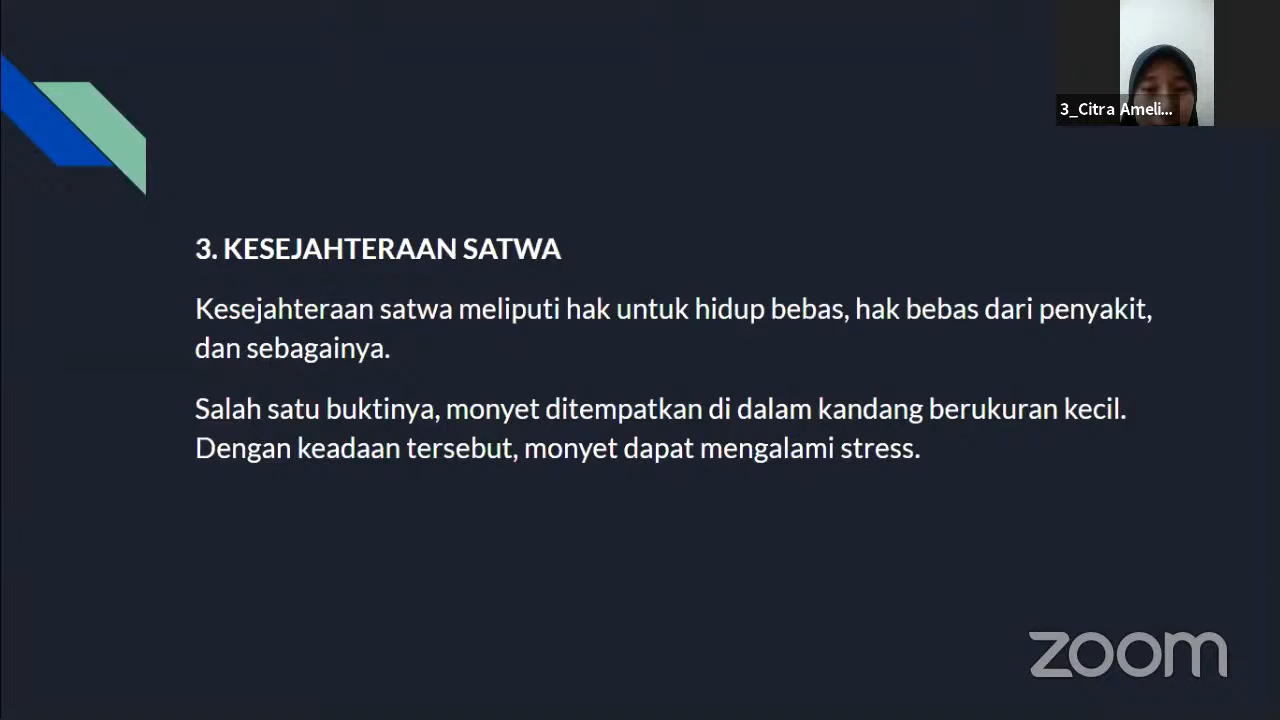 3_Citra Ameli...
3. KESEJAHTERAAN SATWA
Kesejahteraan satwa meliputi hak untuk hidup bebas, hak bebas dari penyakit,
dan sebagainya.
Salah satu buktinya, monyet ditempatkan di dalam kandang berukuran kecil.
Dengan keadaan tersebut, monyet dapat mengalami stress.
zoom